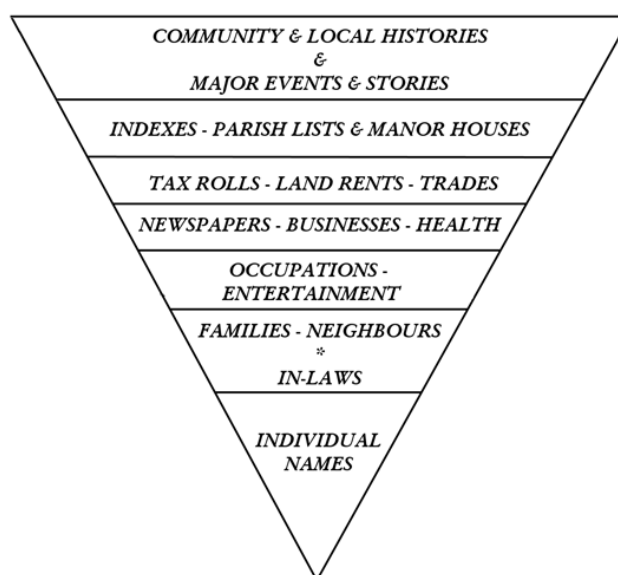 COMMUNITY & LOCAL HISTORIES
&
MAJOR EVENTS & STORIES
INDEXES - PARISH LISTS & MANOR HOUSES
TAX ROLLS - LAND RENTS - TRADES
NEWSPAPERS - BUSINESSES - HEALTH
OCCUPATIONS -
ENTERTAINMENT
FAMILIES - NEIGHBOURS
*
IN-LAWS
INDIVIDUAL
NAMES